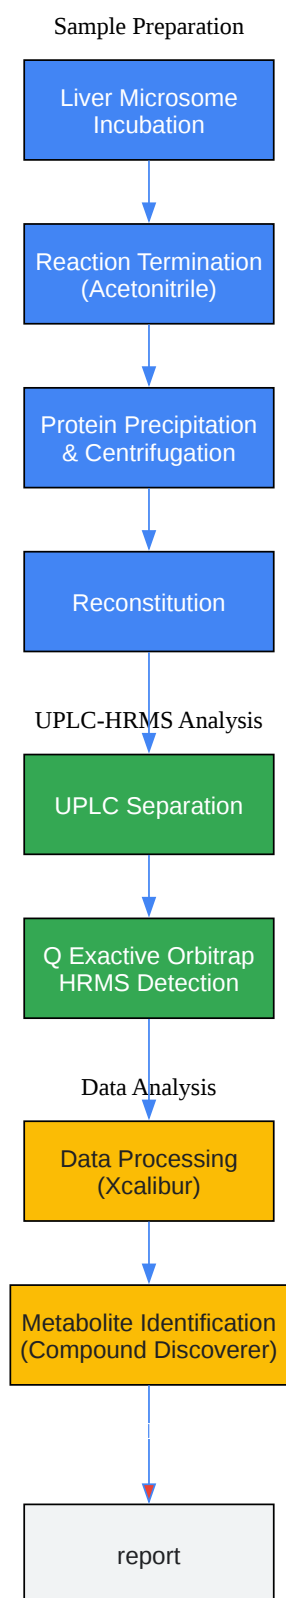 Sample Preparation
Liver Microsome
Incubation
Reaction Termination
(Acetonitrile)
Protein Precipitation
& Centrifugation
Reconstitution
UPLC-HRMS Analysis
UPLC Separation
Q Exactive Orbitrap
HRMS Detection
Data Analysis
Data Processing
(Xcalibur)
Metabolite Identification
(Compound Discoverer)
report